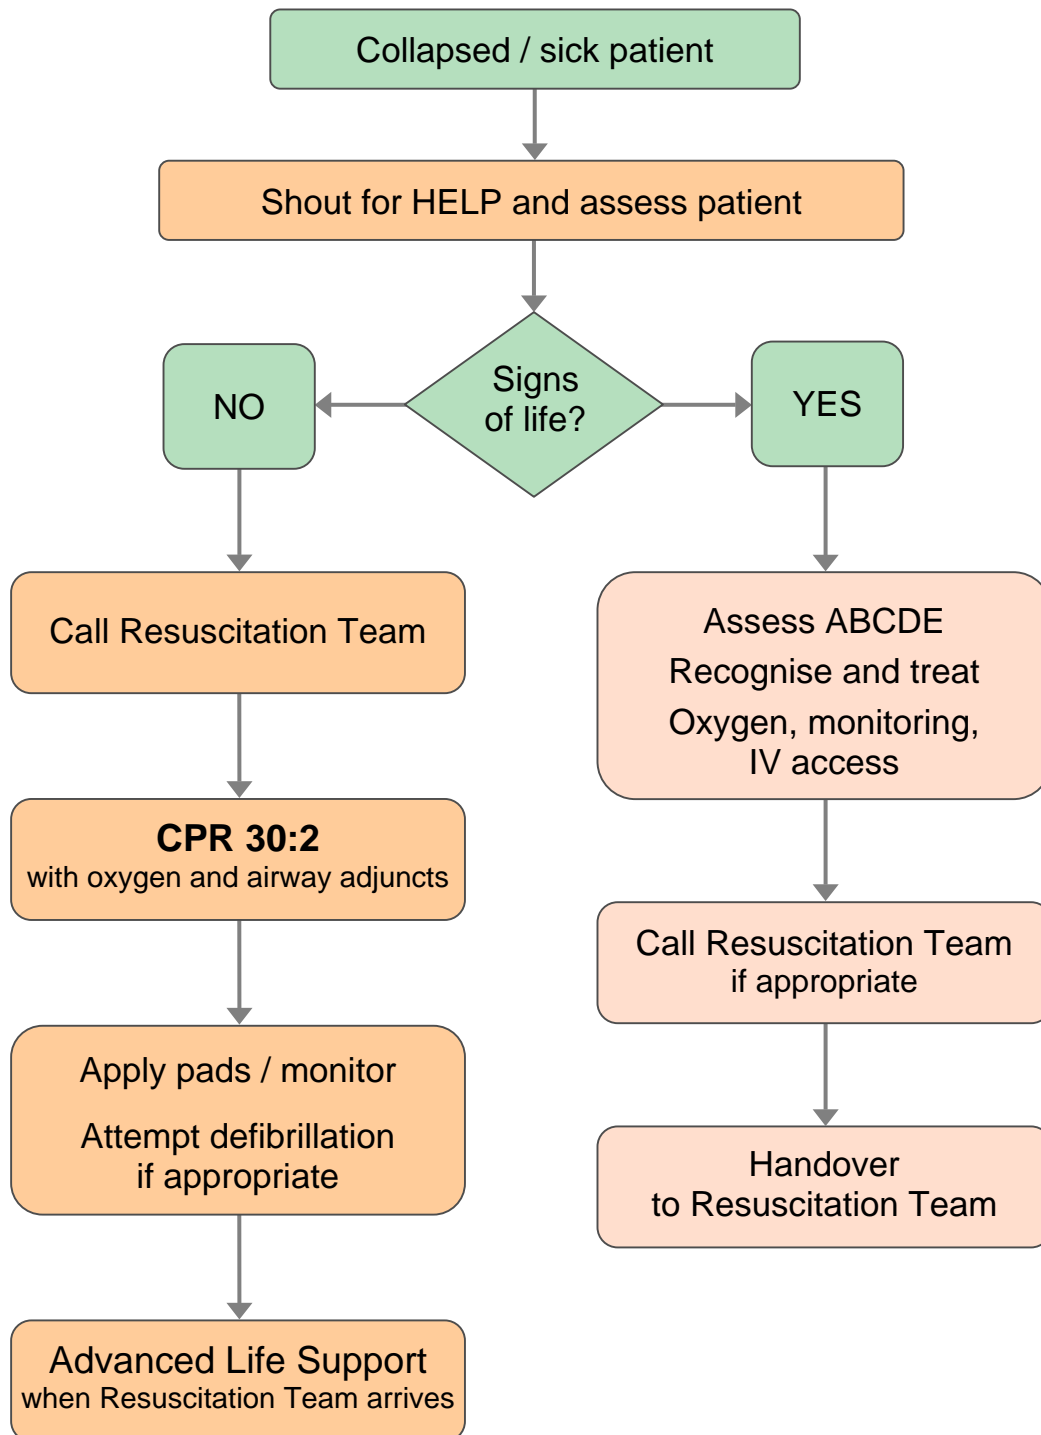 Collapsed / sick patient
Shout for HELP and assess patient
Signs
of life?
NO
YES
Call Resuscitation Team
CPR 30:2
with oxygen and airway adjuncts
Apply pads / monitor
Attempt defibrillation
if appropriate
Advanced Life Support
when Resuscitation Team arrives
Assess ABCDE
Recognise and treat
Oxygen, monitoring,
IV access
Call Resuscitation Team
if appropriate
Handover
to Resuscitation Team